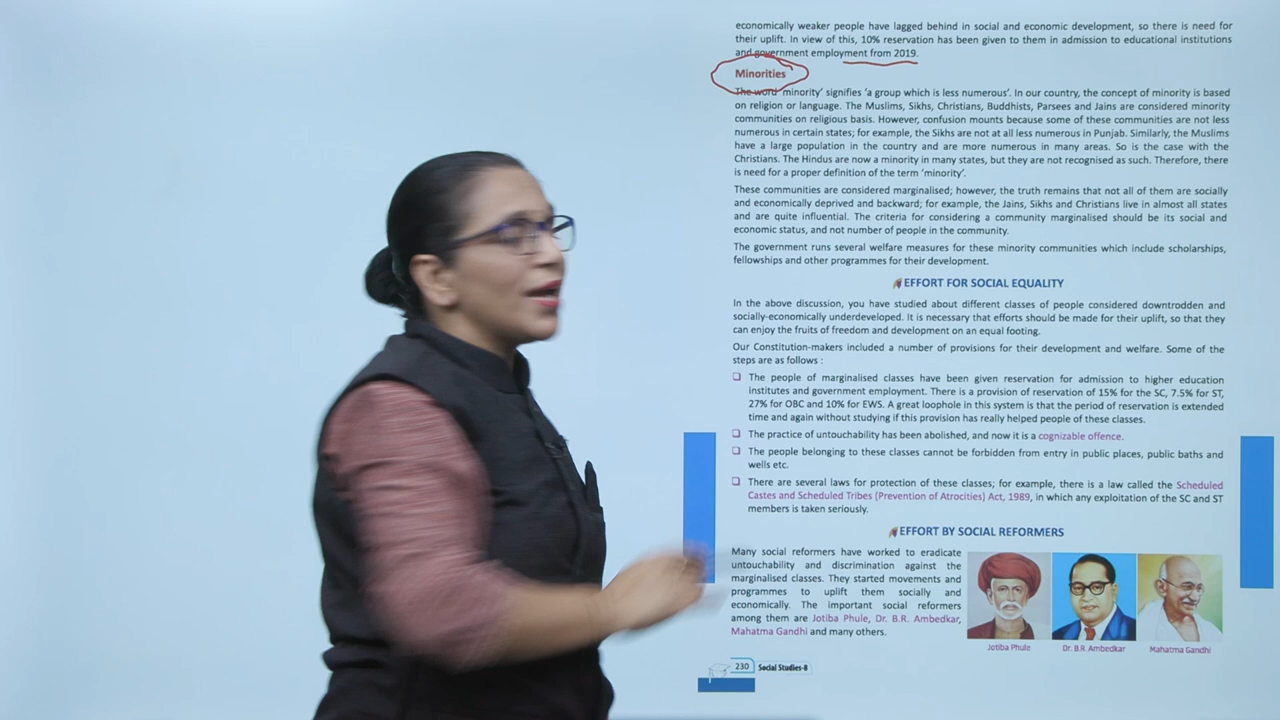 economically weaker people have lagged behind in social and economic development, so there is need for
their uplift. In view of this, 10% reservation has been given to them in admission to educational institutions
and government employment from 2019.
Minorities
The word 'minority' signifies 'a group which is less numerous'. In our country, the concept of minority is based
on religion or language. The Muslims, Sikhs, Christians, Buddhists, Parsees and Jains are considered minority
communities on religious basis. However, confusion mounts because some of these communities are not less
numerous in certain states; for example, the Sikhs are not at all less numerous in Punjab. Similarly, the Muslims
have a large population in the country and are more numerous in many areas. So is the case with the
Christians. The Hindus are now a minority in many states, but they are not recognised as such. Therefore, there
is need for a proper definition of the term 'minority'.
These communities are considered marginalised; however, the truth remains that not all of them are socially
and economically deprived and backward; for example, the Jains, Sikhs and Christians live in almost all states
and are quite influential. The criteria for considering a community marginalised should be its social and
economic status, and not number of people in the community.
The government runs several welfare measures for these minority communities which include scholarships,
fellowships and other programmes for their development.
EFFORT FOR SOCIAL EQUALITY
In the above discussion, you have studied about different classes of people considered downtrodden and
socially-economically underdeveloped. It is necessary that efforts should be made for their uplift, so that they
can enjoy the fruits of freedom and development on an equal footing.
Our Constitution-makers included a number of provisions for their development and welfare. Some of the
steps are as follows :
❑ The people of marginalised classes have been given reservation for admission to higher education
institutes and government employment. There is a provision of reservation of 15% for the SC, 7.5% for ST,
27% for OBC and 10% for EWS. A great loophole in this system is that the period of reservation is extended
time and again without studying if this provision has really helped people of these classes.
❑ The practice of untouchability has been abolished, and now it is a cognizable offence.
❑ The people belonging to these classes cannot be forbidden from entry in public places, public baths and
wells etc.
❑ There are several laws for protection of these classes; for example, there is a law called the Scheduled
Castes and Scheduled Tribes (Prevention of Atrocities) Act, 1989, in which any exploitation of the SC and ST
members is taken seriously.
EFFORT BY SOCIAL REFORMERS
Many social reformers have worked to eradicate
untouchability and discrimination against the
marginalised classes. They started movements and
programmes to uplift them socially and
economically. The important social reformers
among them are Jotiba Phule, Dr. B.R. Ambedkar,
Mahatma Gandhi and many others.
Jotiba Phule
Dr. B.R. Ambedkar
Mahatma Gandhi
230 Social Studies-8